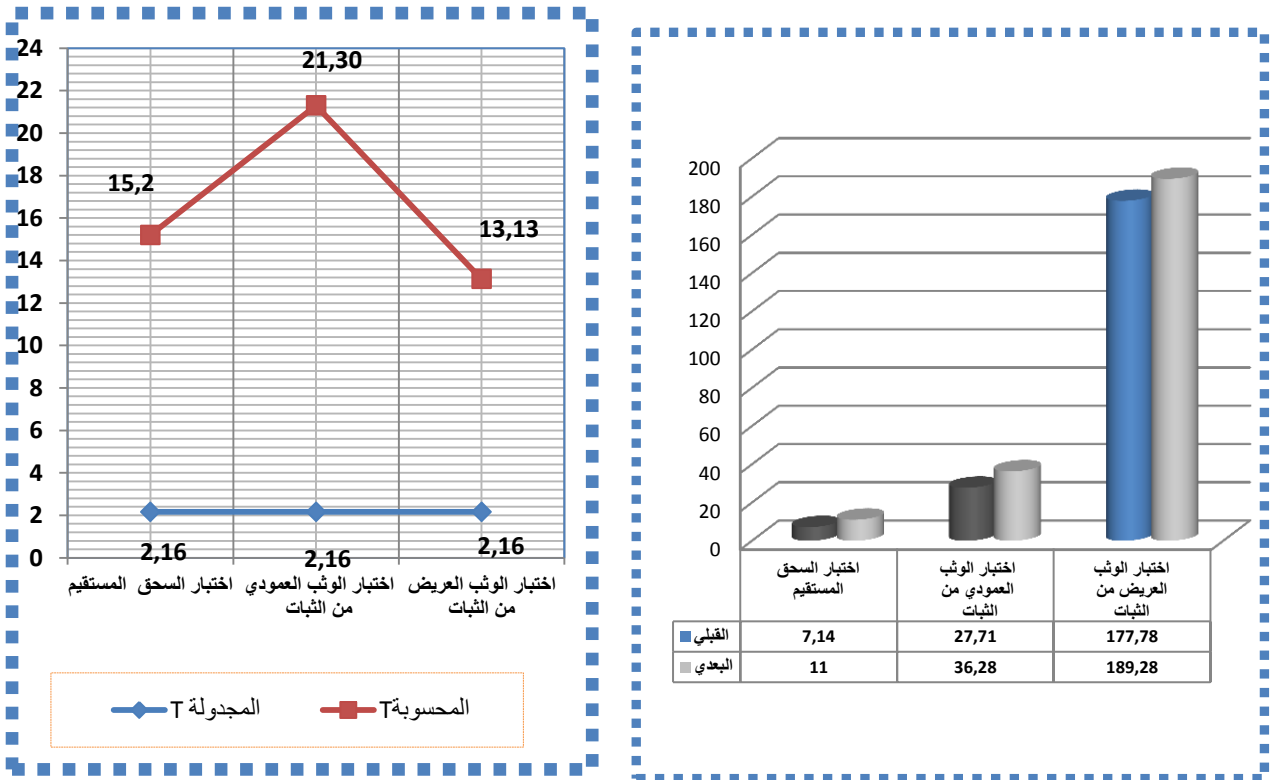 24
22
20
18
16
14
12
10
8
6
4
2
0
21,30
15,2
13,13
2,16
2,16
2,16
اختبار السحق المستقيم
اختبار الوثب العمودي
من الثبات
اختبار الوثب العريض
من الثبات
المجدولة T
المحسوبةT
200
180
160
140
120
100
80
60
40
20
0
اختبار السحق
المستقيم
اختبار الوثب
العمودي من
الثبات
اختبار الوثب
العريض من
الثبات
القبلي 7,14 27,71 177,78
البعدي 11 36,28 189,28